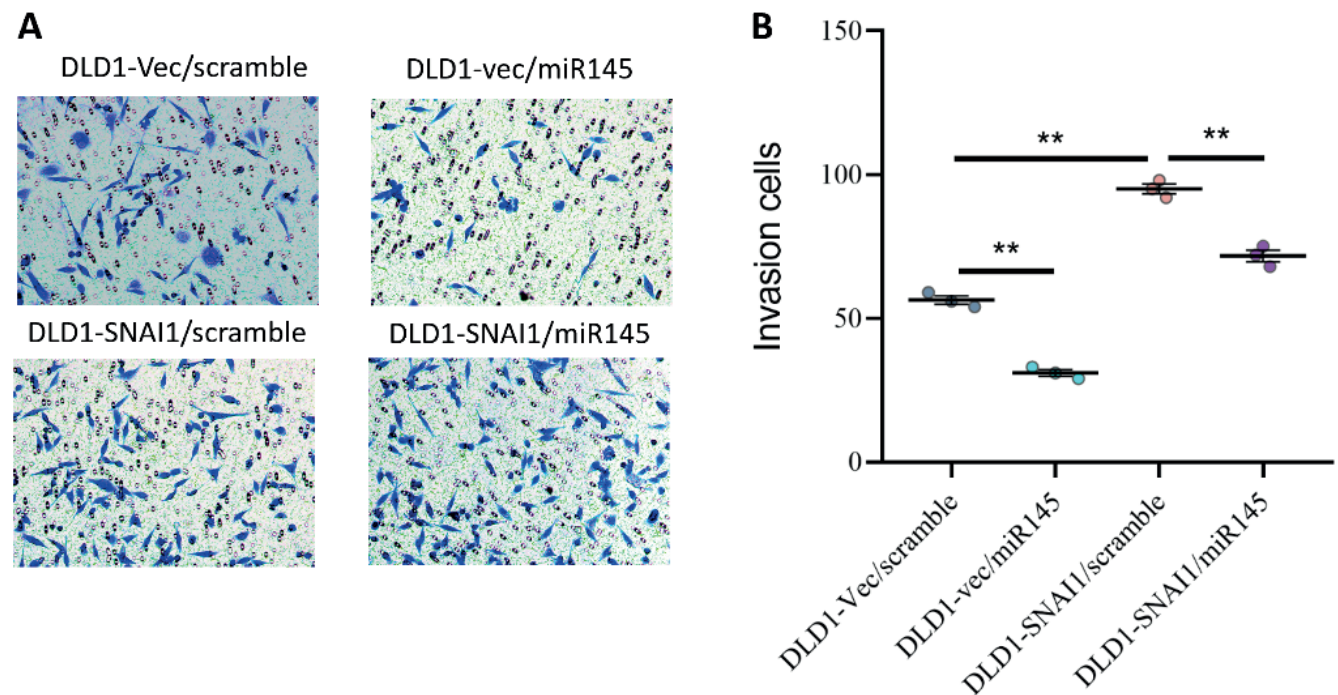 A
DLD1-Vec/scramble
DLD1-vec/miR145
DLD1-SNAI1/scramble
DLD1-SNAI1/miR145
B
Invasion cells
150
100
50
0
**
**
**
DLD1-Vec/scramble
DLD1-vec/miR145
DLD1-SNAI1/scramble
DLD1-SNAI1/miR145